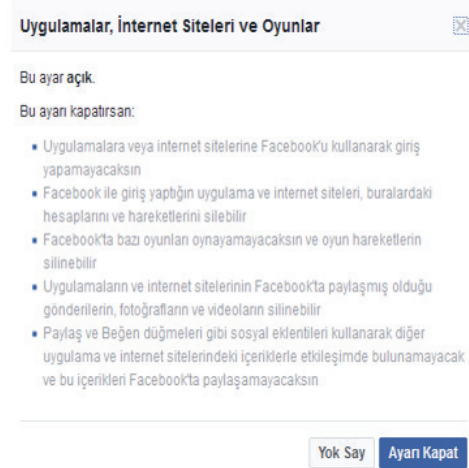 Uygulamalar, İnternet Siteleri ve Oyunlar
Bu ayar açık.
Bu ayarı kapatırsan:
Uygulamalara veya internet sitelerine Facebook'u kullanarak giriş
yapamayacaksın
Facebook ile giriş yaptığın uygulama ve internet siteleri, buralardaki
hesaplarını ve hareketlerini silebilir
Facebook'ta bazı oyunları oynayamayacaksın ve oyun hareketlerin
silinebilir
Uygulamaların ve internet sitelerinin Facebook'ta paylaşmış olduğu
gönderilerin, fotoğrafların ve videoların silinebilir
Paylaş ve Beğen düğmeleri gibi sosyal eklentileri kullanarak diğer
uygulama ve internet sitelerindeki içeriklerle etkileşimde bulunamayacak
ve bu içerikleri Facebook'ta paylaşamayacaksın
Yok Say Ayarı Kapat